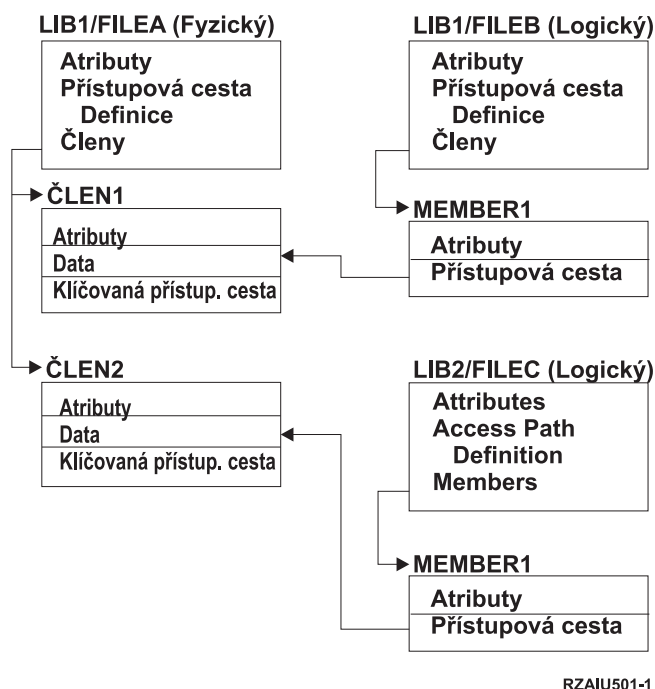 LIB1/FILEA (Fyzický)
Atributy
Přístupová cesta
Definice
Členy
ČLEN1
Atributy
Data
Klíčovaná přístup. cesta
ČLEN2
Atributy
Data
Klíčovaná přístup. cesta
LIB1/FILEB (Logický)
Atributy
Přístupová cesta
Definice
Členy
MEMBER1
Atributy
Přístupová cesta
LIB2/FILEC (Logický)
Attributes
Access Path
Definition
Members
MEMBER1
Atributy
Přístupová cesta
RZAIU501-1